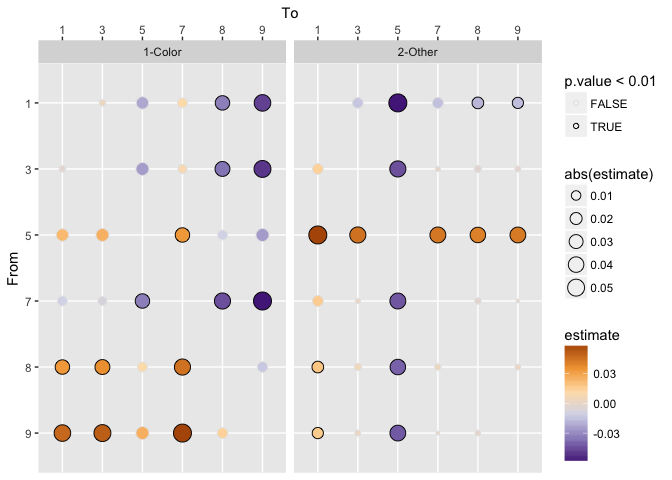 To
1 3 5 7 8 9 1 3 5 7 8 9
1-Color 2-Other
From
1
3
5
7
8
9
p.value < 0.01
FALSE
TRUE
abs(estimate)
0.01
0.02
0.03
0.04
0.05
estimate
0.03
0.00
-0.03